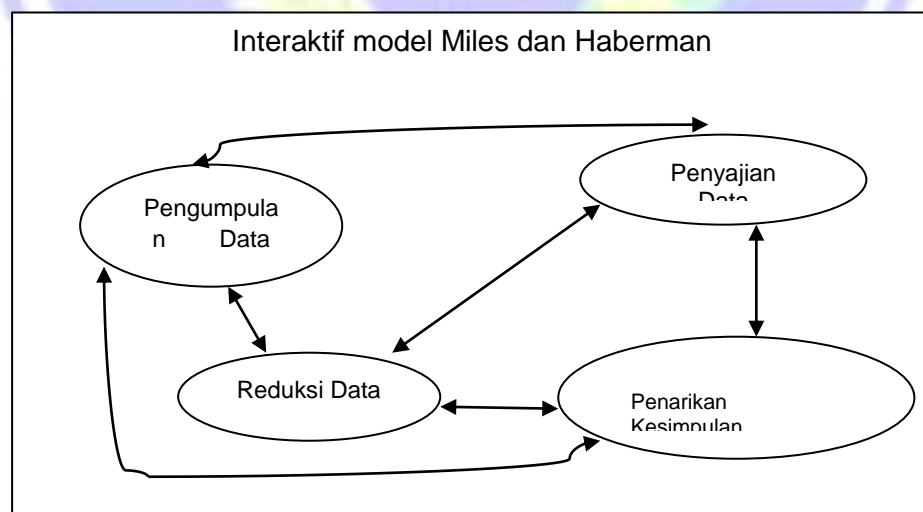 Interaktif model Miles dan Haberman
Penyajian
Data
Pengumpula
n Data
Reduksi Data
Penarikan
Kesimpulan